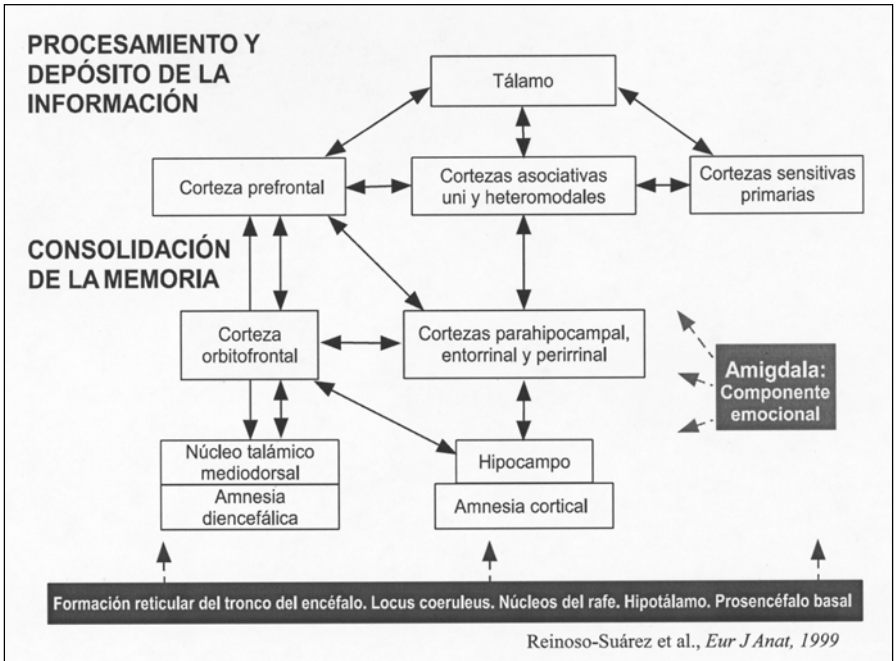 PROCESAMIENTO Y
DEPÓSITO DE LA
INFORMACIÓN
Tálamo
Corteza prefrontal
Cortezas asociativas
uni y heteromodales
Cortezas sensitivas
primarias
CONSOLIDACIÓN
DE LA MEMORIA
Corteza
orbitofrontal
Cortezas parahipocampal,
entorrinal y perirrinal
Amigdala:
Componente
emocional
Núcleo talámico
mediodorsal
Amnesia
diencefálica
Hipocampo
Amnesia cortical
Formación reticular del tronco del encéfalo. Locus coeruleus. Núcleos del rafe. Hipotálamo. Prosencéfalo basal
Reinoso-Suárez et al., Eur J Anat, 1999